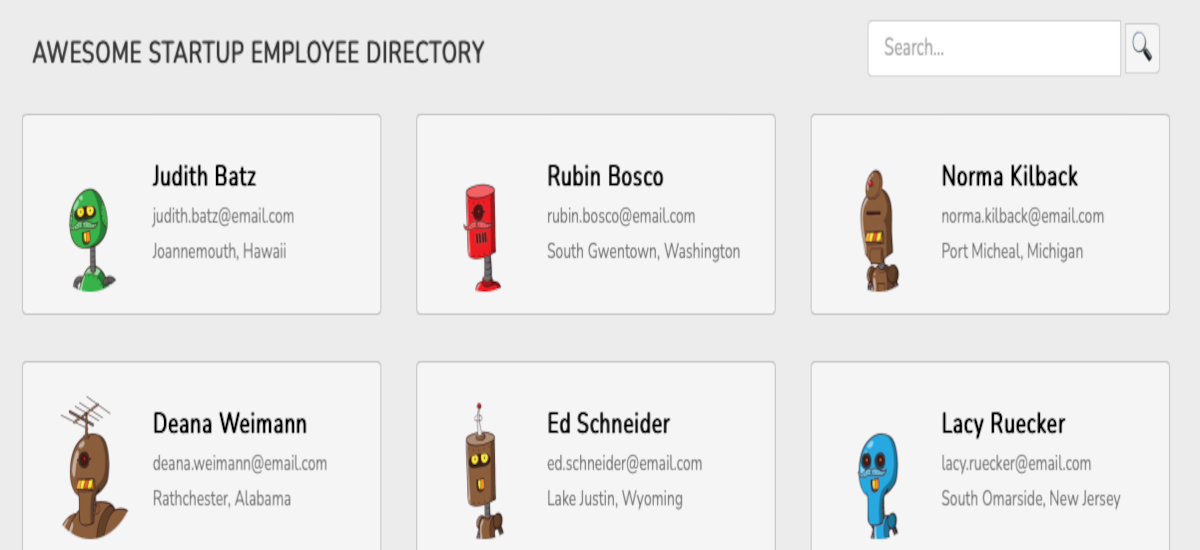 AWESOME STARTUP EMPLOYEE DIRECTORY
Search...
Judith Batz
judith.batz@email.com
Joannemouth, Hawaii
Rubin Bosco
rubin.bosco@email.com
South Gwentown, Washington
Norma Kilback
norma.kilback@email.com
Port Micheal, Michigan
Deana Weimann
deana.weimann@email.com
Rathchester, Alabama
Ed Schneider
ed.schneider@email.com
Lake Justin, Wyoming
Lacy Ruecker
lacy.ruecker@email.com
South Omarside, New Jersey